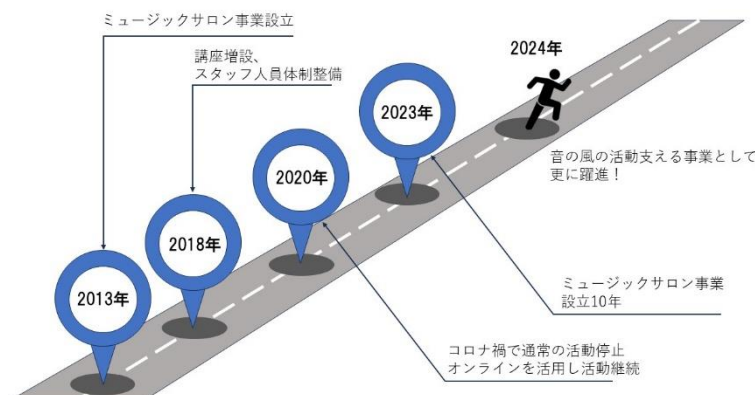 ミュージックサロン事業設立
講座増設、
スタッフ人員体制整備
2013年
2018年
2020年
2023年
2024年
音の風の活動支える事業として
更に躍進！
ミュージックサロン事業
設立10年
コロナ禍で通常の活動停止
オンラインを活用し活動継続